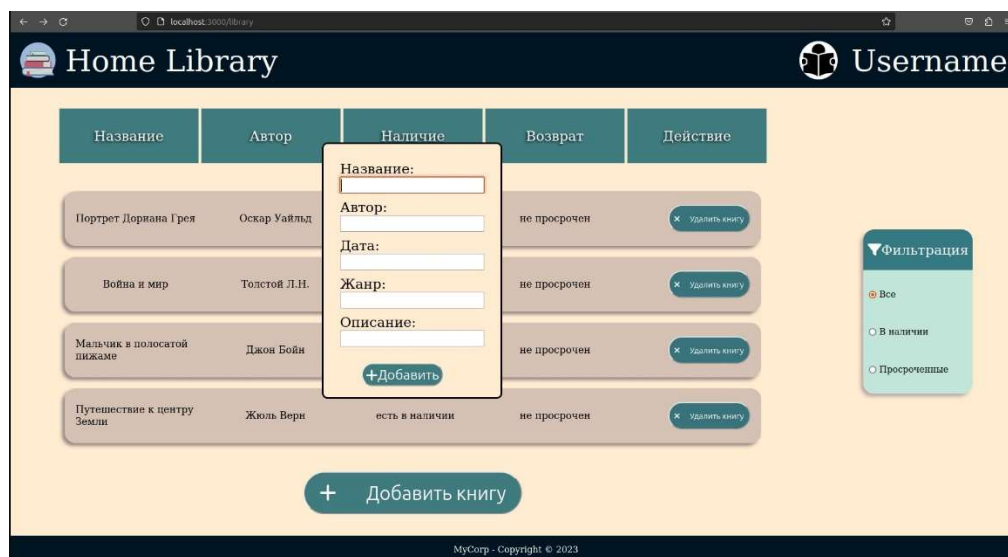 localhost:3000/library
Home Library
Username
Название Автор Наличие Возврат Действие
Название:
Автор:
Дата:
Жанр:
Описание:
+Добавить
Портрет Дориана Грея Оскар Уайльд не просрочен × Удалить книгу
Война и мир Толстой Л.Н. не просрочен × Удалить книгу
Мальчик в полосатой
пижаме
Джон Бойн не просрочен × Удалить книгу
Путешествие к центру
Земли
Жюль Верн есть в наличии не просрочен × Удалить книгу
Фильтрация
Все
В наличии
Просроченные
+ Добавить книгу
MyCorp - Copyright © 2023